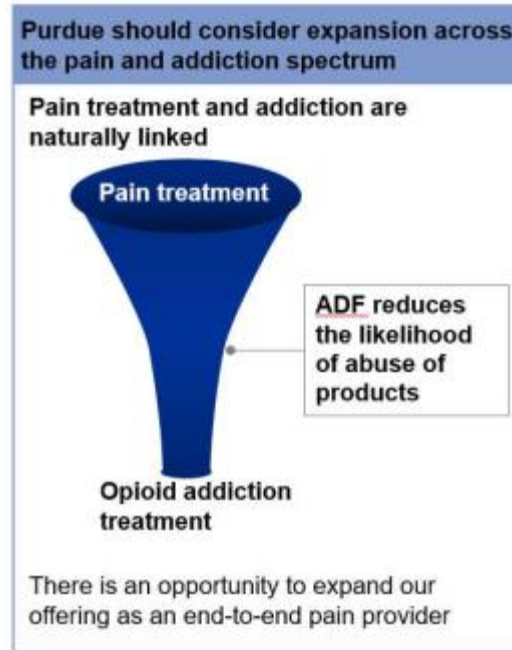 Purdue should consider expansion across
the pain and addiction spectrum
Pain treatment and addiction are
naturally linked
Pain treatment
ADF reduces
the likelihood
of abuse of
products
Opioid addiction
treatment
There is an opportunity to expand our
offering as an end-to-end pain provider